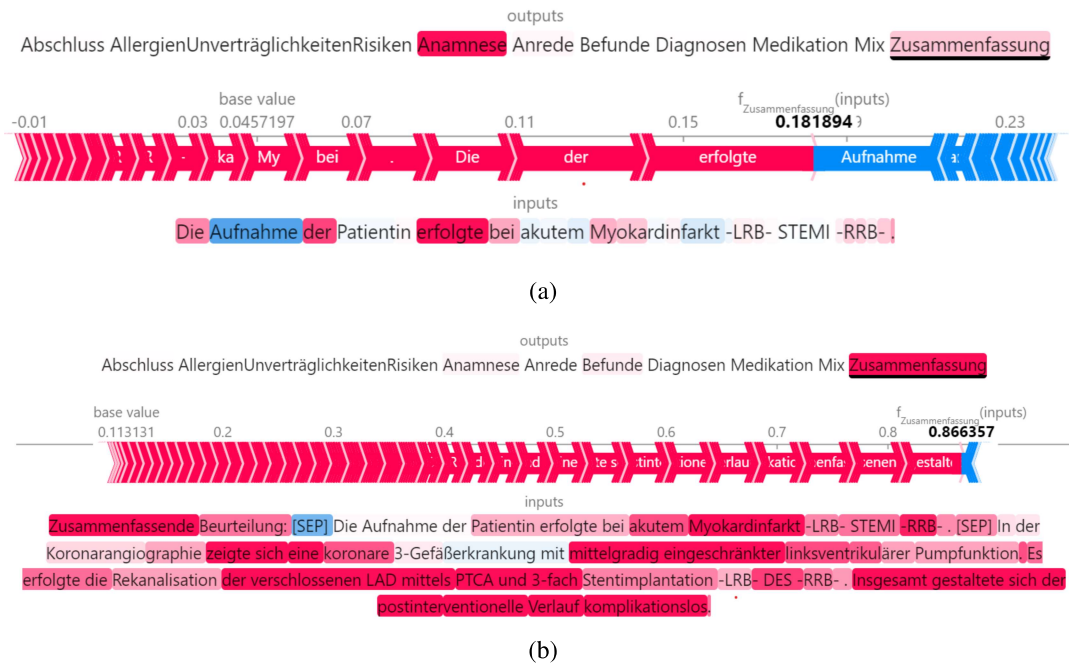 outputs
Abschluss AllergienUnverträglichkeitenRisiken Anamnese Anrede Befunde Diagnosen Medikation Mix Zusammenfassung
base value
fZusammenfassung(inputs)
-0.01 0.03 0.0457197 0.07 0.11 0.15 0.181894 0.23
- ka My bei . Die der erfolgte Aufnahme
inputs
Die Aufnahme der Patientin erfolgte bei akutem Myokardinfarkt -LRB- STEMI -RRB- .
(a)
outputs
Abschluss AllergienUnverträglichkeitenRisiken Anamnese Anrede Befunde Diagnosen Medikation Mix Zusammenfassung
base value
fZusammenfassung(inputs)
0.113131 0.2 0.3 0.4 0.5 0.6 0.7 0.8 0.866357
inputs
Zusammenfassende Beurteilung: [SEP] Die Aufnahme der Patientin erfolgte bei akutem Myokardinfarkt -LRB- STEMI -RRB- . [SEP] In der
Koronarangiographie zeigte sich eine koronare 3-Gefäßerkrankung mit mittelgradig eingeschränkter linksventrikulärer Pumpfunktion. Es
erfolgte die Rekanalisation der verschlossenen LAD mittels PTCA und 3-fach Stentimplantation -LRB- DES -RRB- . Insgesamt gestaltete sich der
postinterventionelle Verlauf komplikationslos.
(b)